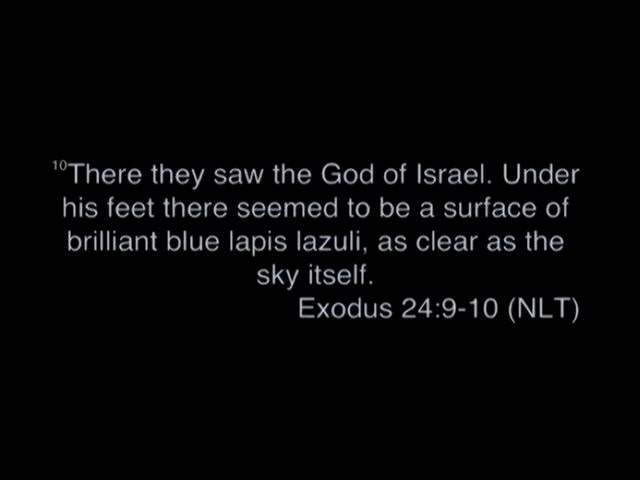 ¹⁰There they saw the God of Israel. Under
his feet there seemed to be a surface of
brilliant blue lapis lazuli, as clear as the
sky itself.
Exodus 24:9-10 (NLT)